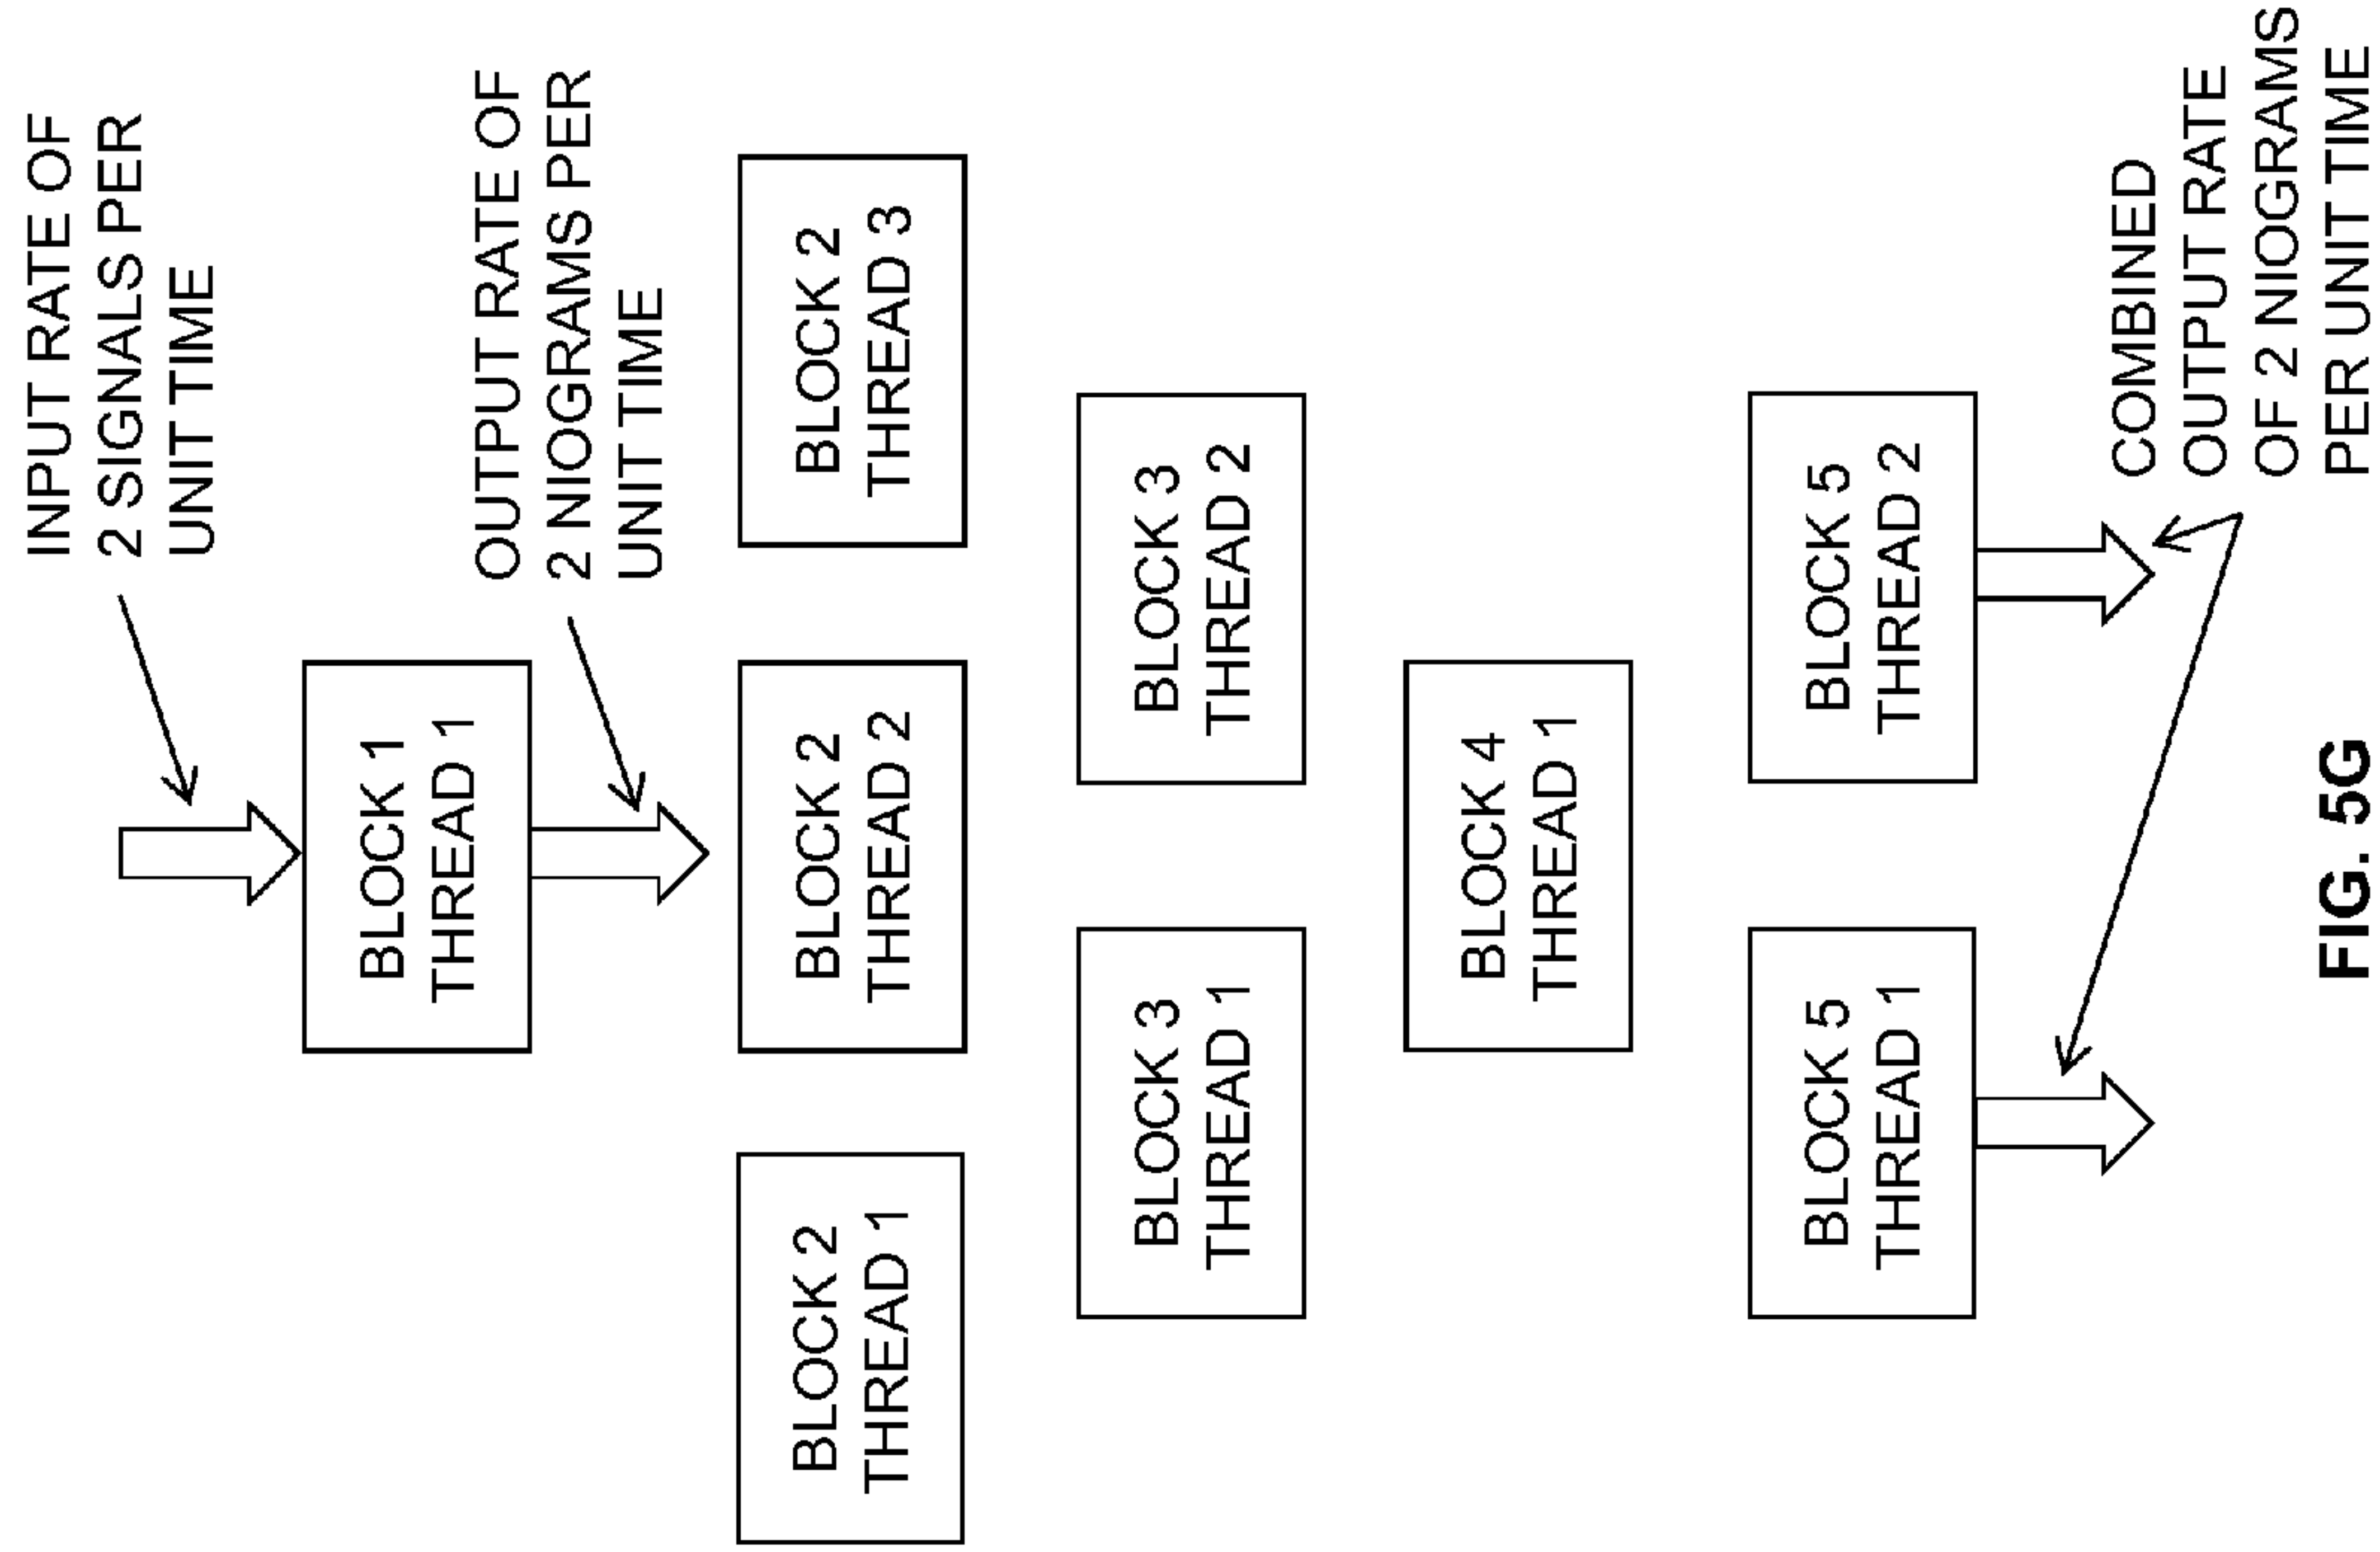 INPUT RATE OF
2 SIGNALS PER
UNIT TIME
BLOCK 1
THREAD 1
OUTPUT RATE OF
2 NIOGRAMS PER
UNIT TIME
BLOCK 2
THREAD 1
BLOCK 2
THREAD 2
BLOCK 2
THREAD 3
BLOCK 3
THREAD 1
BLOCK 3
THREAD 2
BLOCK 4
THREAD 1
BLOCK 5
THREAD 1
BLOCK 5
THREAD 2
COMBINED
OUTPUT RATE
OF 2 NIOGRAMS
PER UNIT TIME
FIG. 5G